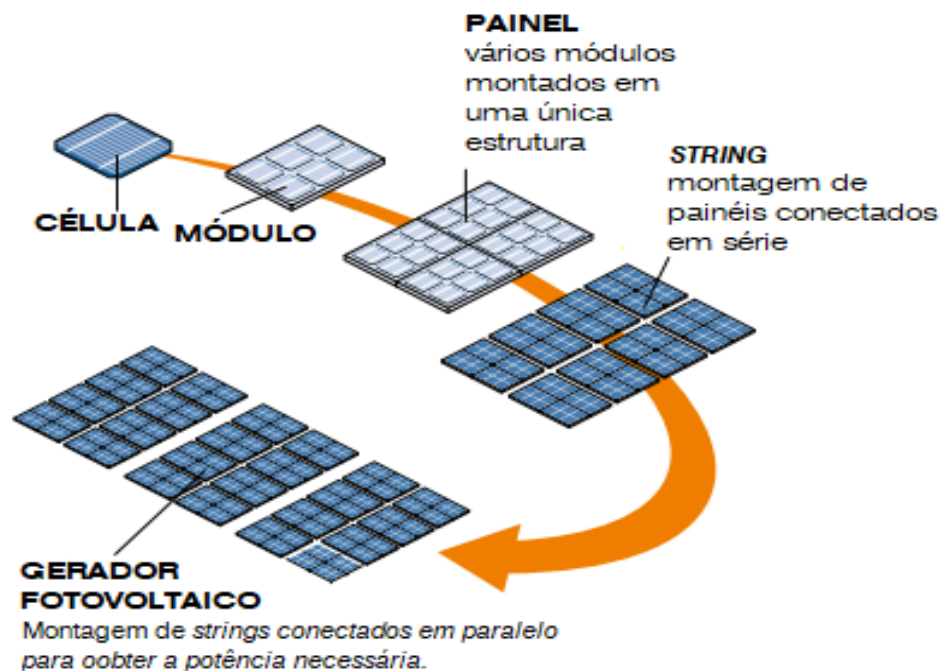 PAINEL
vários módulos
montados em
uma única
estrutura
STRING
montagem de
painéis conectados
em série
CÉLULA
MÓDULO
GERADOR
FOTOVOLTAICO
Montagem de strings conectados em paralelo
para oobter a potência necessária.